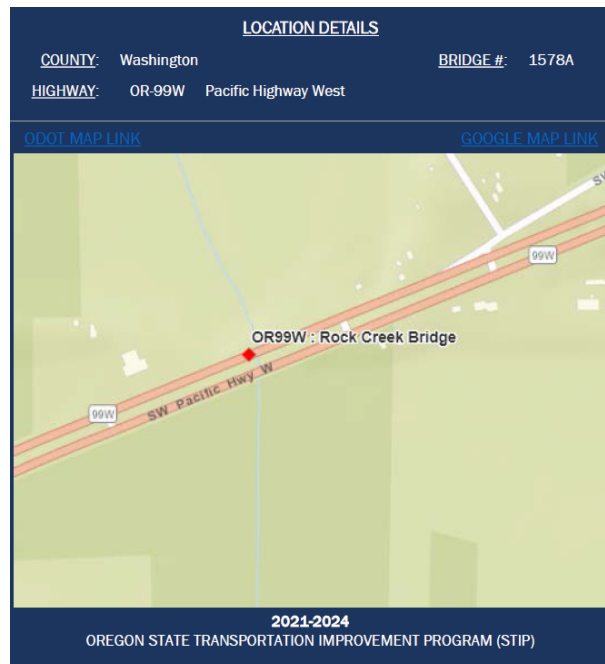 LOCATION DETAILS
COUNTY: Washington BRIDGE #: 1578A
HIGHWAY: OR-99W Pacific Highway West
ODOT MAP LINK GOOGLE MAP LINK
99W
OR99W : Rock Creek Bridge
SW Pacific Hwy W
99W
2021-2024
OREGON STATE TRANSPORTATION IMPROVEMENT PROGRAM (STIP)